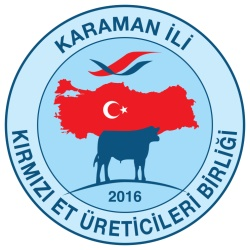 KARAMAN İLİ
2016
KIRMIZI ET ÜRETİCİLERİ BİRLİĞİ